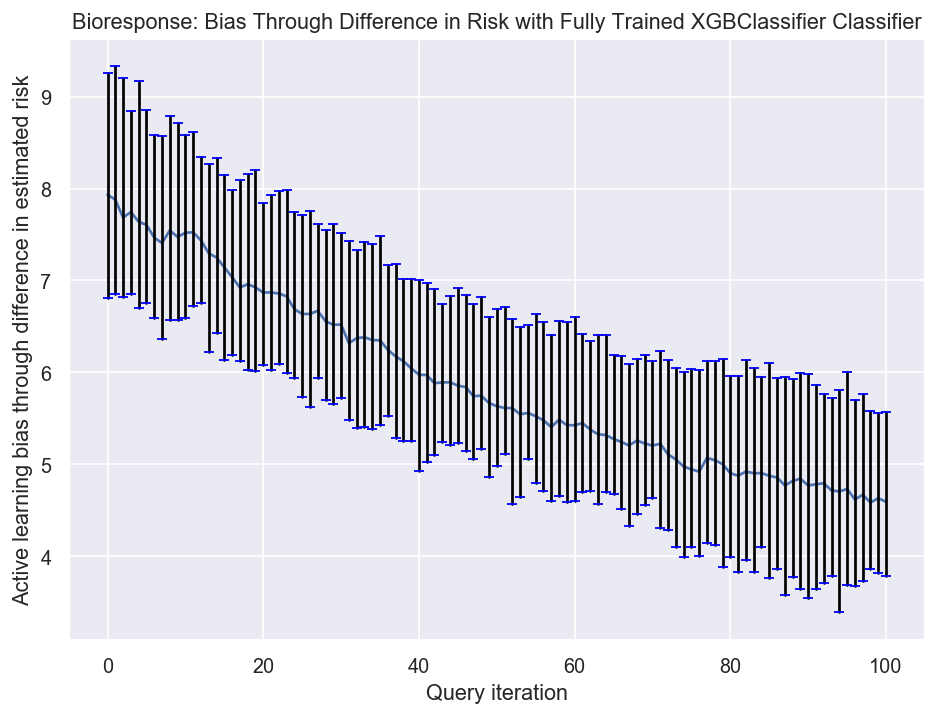 Bioresponse: Bias Through Difference in Risk with Fully Trained XGBClassifier Classifier
Active learning bias through difference in estimated risk
9
8
7
6
5
4
0 20 40 60 80 100
Query iteration